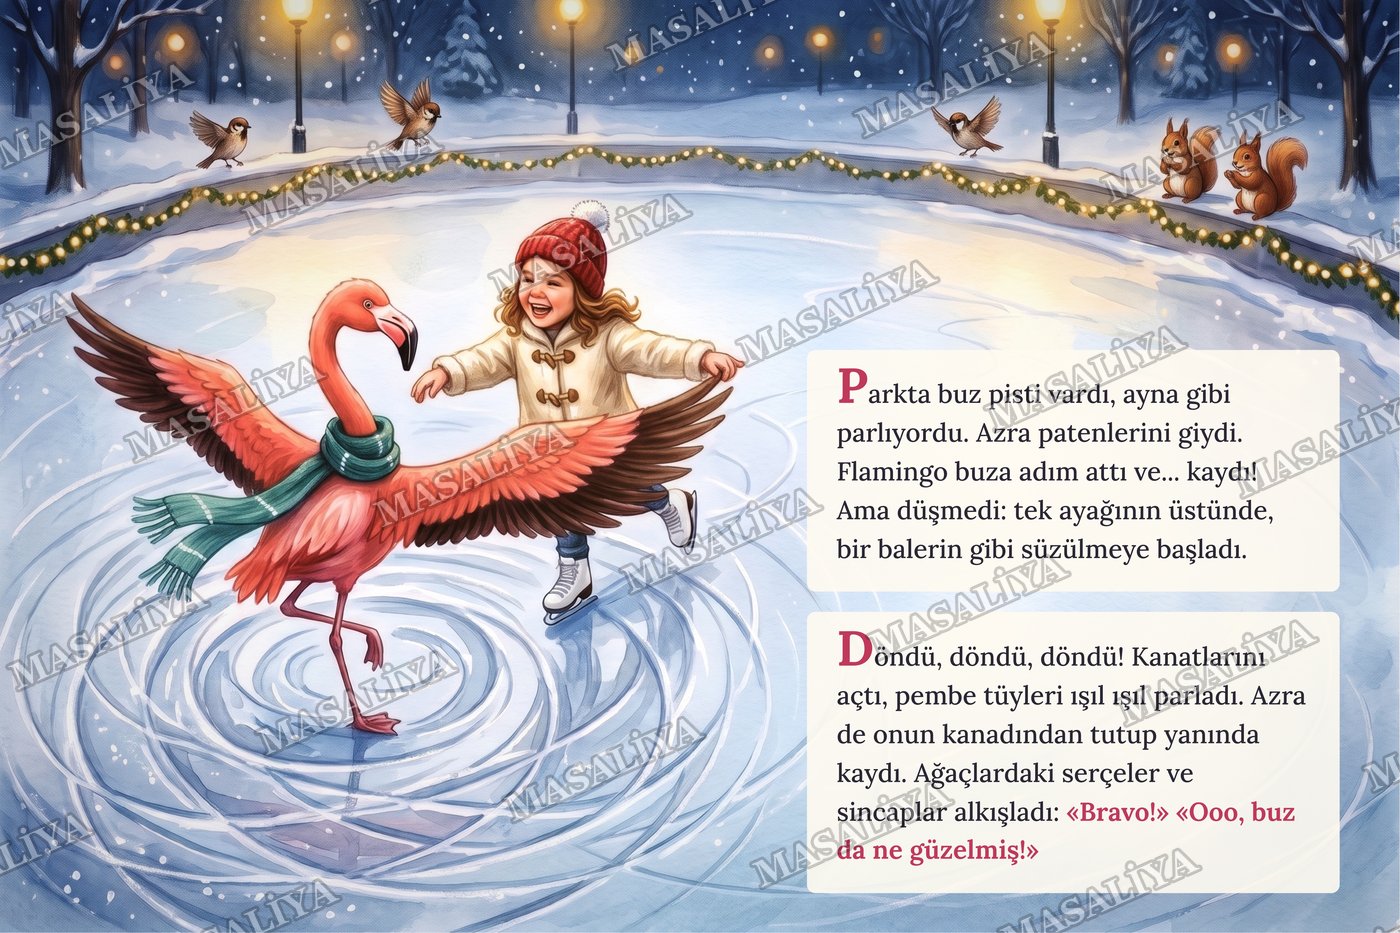 Parkta buz pisti vardı, ayna gibi
parlıyordu. Azra patenlerini giydi.
Flamingo buza adım attı ve... kaydı!
Ama düşmedi: tek ayağının üstünde,
bir balerin gibi süzülmeye başladı.
Döndü, döndü, döndü! Kanatlarını
açtı, pembe tüyleri ışıl ışıl parladı. Azra
de onun kanadından tutup yanında
kaydı. Ağaçlardaki serçeler ve
sincaplar alkışladı: «Bravo!» «Ooo, buz
da ne güzelmiş!»
MASALİYA